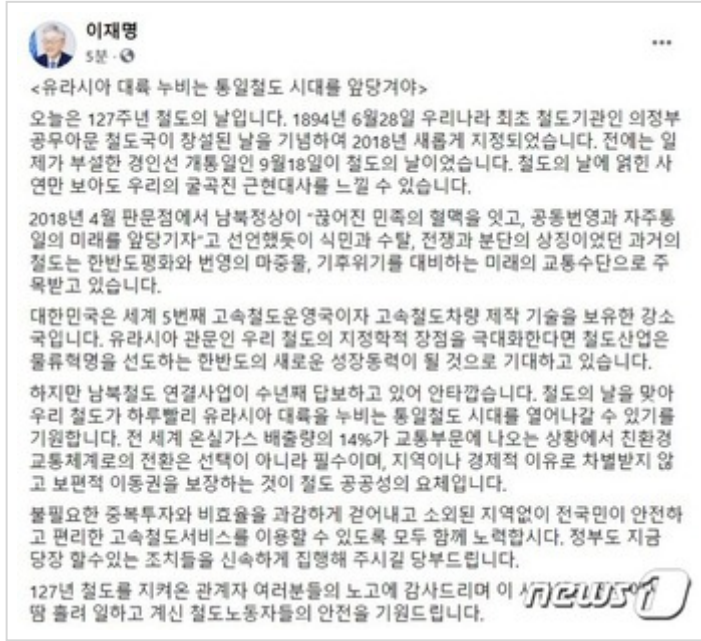 이재명
5분 ·
<유라시아 대륙 누비는 통일철도 시대를 앞당겨야>
오늘은 127주년 철도의 날입니다. 1894년 6월28일 우리나라 최초 철도기관인 의정부
공무아문 철도국이 창설된 날을 기념하여 2018년 새롭게 지정되었습니다. 전에는 일
제가 부설한 경인선 개통일인 9월18일이 철도의 날이었습니다. 철도의 날에 얽힌 사
연만 보아도 우리의 굴곡진 근현대사를 느낄 수 있습니다.
2018년 4월 판문점에서 남북정상이 "끊어진 민족의 혈맥을 잇고, 공동번영과 자주통
일의 미래를 앞당기자"고 선언했듯이 식민과 수탈, 전쟁과 분단의 상징이었던 과거의
철도는 한반도평화와 번영의 마중물, 기후위기를 대비하는 미래의 교통수단으로 주
목받고 있습니다.
대한민국은 세계 5번째 고속철도운영국이자 고속철도차량 제작 기술을 보유한 강소
국입니다. 유라시아 관문인 우리 철도의 지정학적 장점을 극대화한다면 철도산업은
물류혁명을 선도하는 한반도의 새로운 성장동력이 될 것으로 기대하고 있습니다.
하지만 남북철도 연결사업이 수년째 답보하고 있어 안타깝습니다. 철도의 날을 맞아
우리 철도가 하루빨리 유라시아 대륙을 누비는 통일철도 시대를 열어나갈 수 있기를
기원합니다. 전 세계 온실가스 배출량의 14%가 교통부문에 나오는 상황에서 친환경
교통체계로의 전환은 선택이 아니라 필수이며, 지역이나 경제적 이유로 차별받지 않
고 보편적 이동권을 보장하는 것이 철도 공공성의 요체입니다.
불필요한 중복투자와 비효율을 과감하게 걷어내고 소외된 지역없이 전국민이 안전하
고 편리한 고속철도서비스를 이용할 수 있도록 모두 함께 노력합시다. 정부도 지금
당장 할수있는 조치들을 신속하게 집행해 주시길 당부드립니다.
127년 철도를 지켜온 관계자 여러분들의 노고에 감사드리며 이
땀 흘려 일하고 계신 철도노동자들의 안전을 기원드립니다.
news1